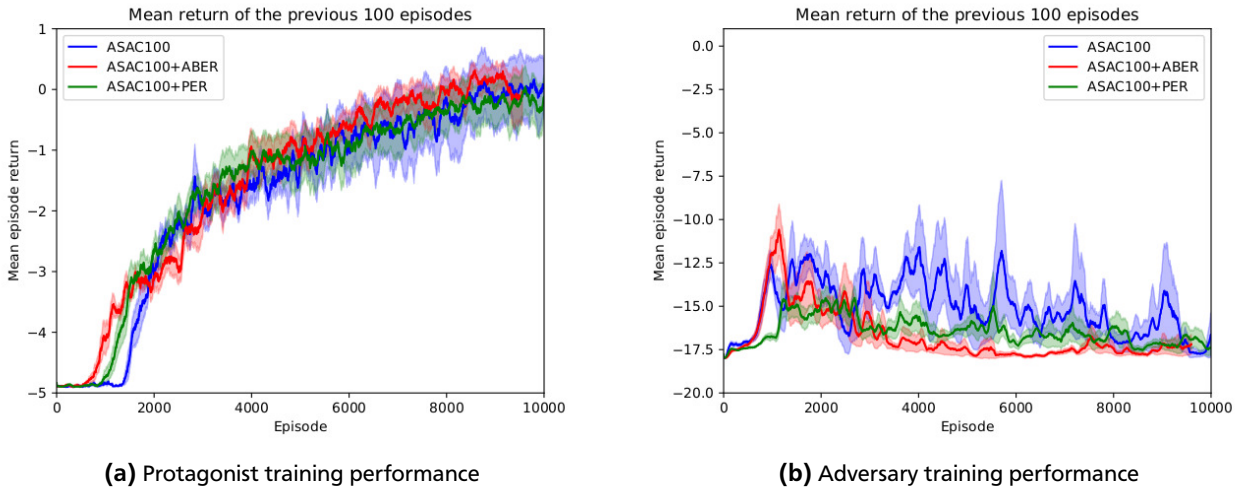 Mean return of the previous 100 episodes
1
0
−1
−2
−3
−4
−5
Mean episode return
ASAC100
ASAC100+ABER
ASAC100+PER
0
2000
4000
6000
8000
10000
Episode
(a) Protagonist training performance
Mean return of the previous 100 episodes
0.0
−2.5
−5.0
−7.5
−10.0
−12.5
−15.0
−17.5
−20.0
Mean episode return
ASAC100
ASAC100+ABER
ASAC100+PER
0
2000
4000
6000
8000
10000
Episode
(b) Adversary training performance